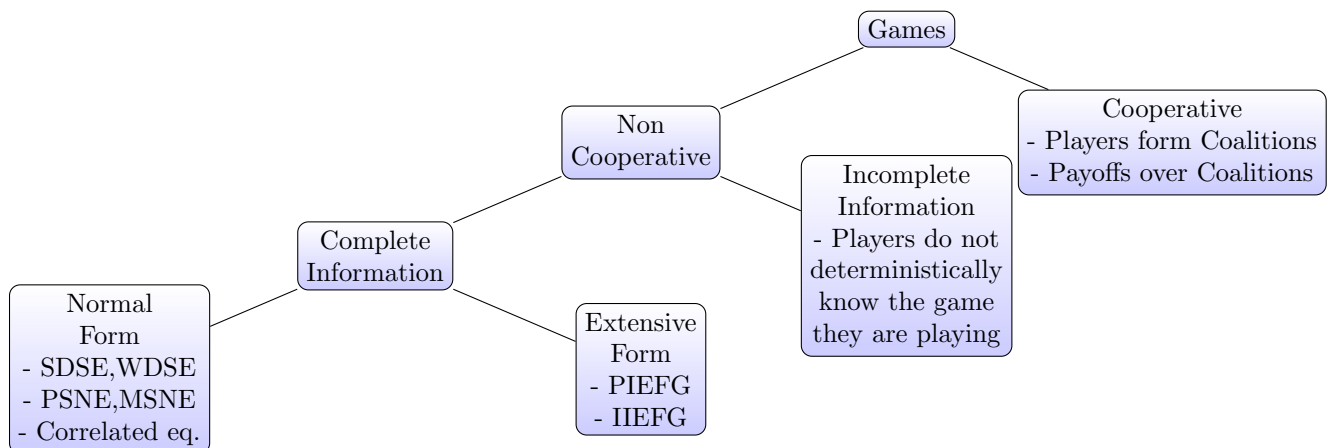 Games
Non
Cooperative
Cooperative
- Players form Coalitions
- Payoffs over Coalitions
Complete
Information
Incomplete
Information
- Players do not
deterministically
know the game
they are playing
Normal
Form
- SDSE,WDSE
- PSNE,MSNE
- Correlated eq.
Extensive
Form
- PIEFG
- IIEFG